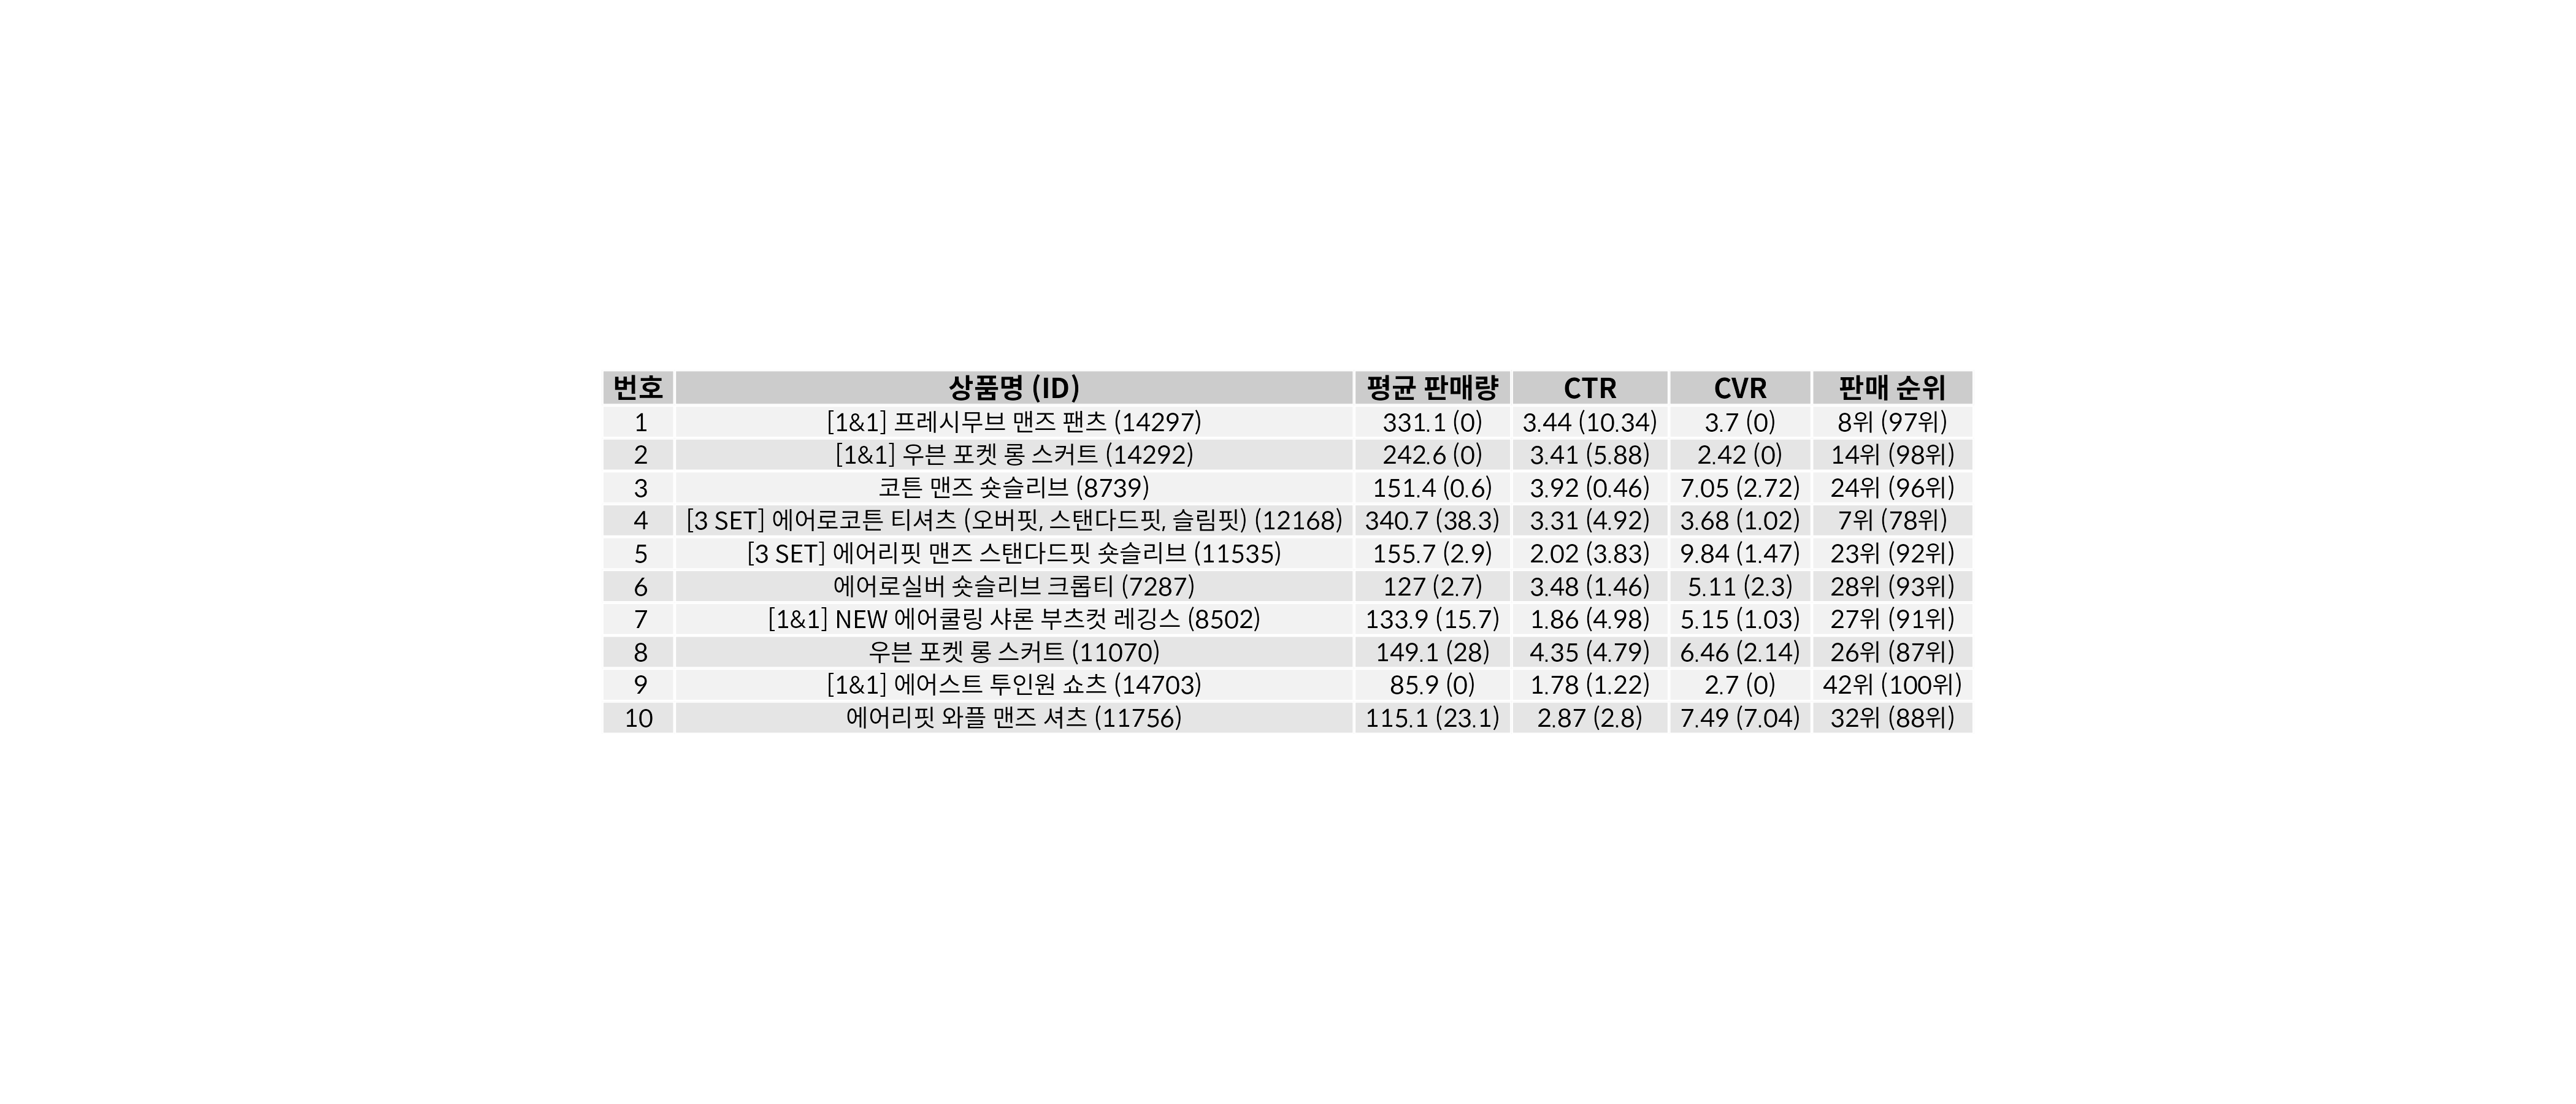 번호 상품명 (ID) 평균 판매량 CTR CVR 판매 순위
1 [1&1] 프레시무브 맨즈 팬츠 (14297) 331.1 (0) 3.44 (10.34) 3.7 (0) 8위 (97위)
2 [1&1] 우븐 포켓 롱 스커트 (14292) 242.6 (0) 3.41 (5.88) 2.42 (0) 14위 (98위)
3 코튼 맨즈 숏슬리브 (8739) 151.4 (0.6) 3.92 (0.46) 7.05 (2.72) 24위 (96위)
4 [3 SET] 에어로코튼 티셔츠 (오버핏, 스탠다드핏, 슬림핏) (12168) 340.7 (38.3) 3.31 (4.92) 3.68 (1.02) 7위 (78위)
5 [3 SET] 에어리핏 맨즈 스탠다드핏 숏슬리브 (11535) 155.7 (2.9) 2.02 (3.83) 9.84 (1.47) 23위 (92위)
6 에어로실버 숏슬리브 크롭티 (7287) 127 (2.7) 3.48 (1.46) 5.11 (2.3) 28위 (93위)
7 [1&1] NEW 에어쿨링 샤론 부츠컷 레깅스 (8502) 133.9 (15.7) 1.86 (4.98) 5.15 (1.03) 27위 (91위)
8 우븐 포켓 롱 스커트 (11070) 149.1 (28) 4.35 (4.79) 6.46 (2.14) 26위 (87위)
9 [1&1] 에어스트 투인원 쇼츠 (14703) 85.9 (0) 1.78 (1.22) 2.7 (0) 42위 (100위)
10 에어리핏 와플 맨즈 셔츠 (11756) 115.1 (23.1) 2.87 (2.8) 7.49 (7.04) 32위 (88위)